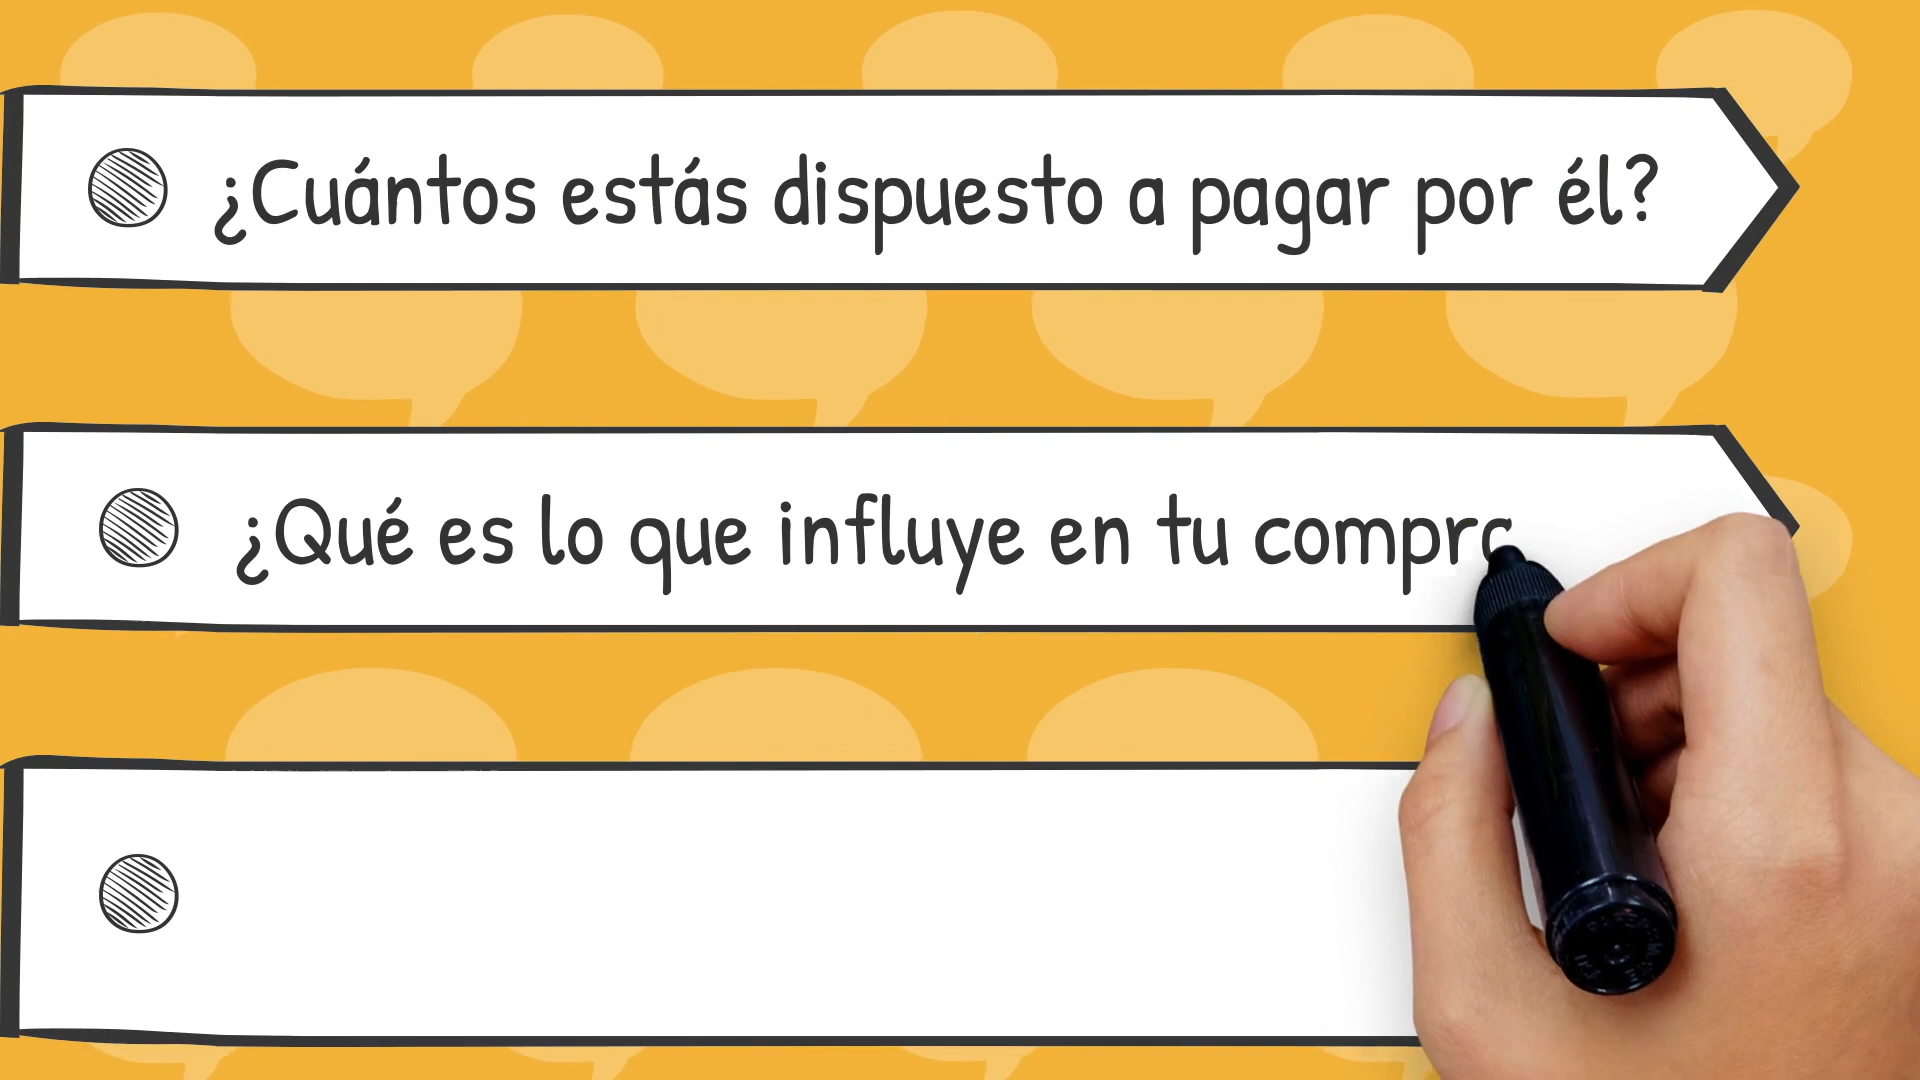 ¿Cuántos estás dispuesto a pagar por él?
¿Qué es lo que influye en tu compra